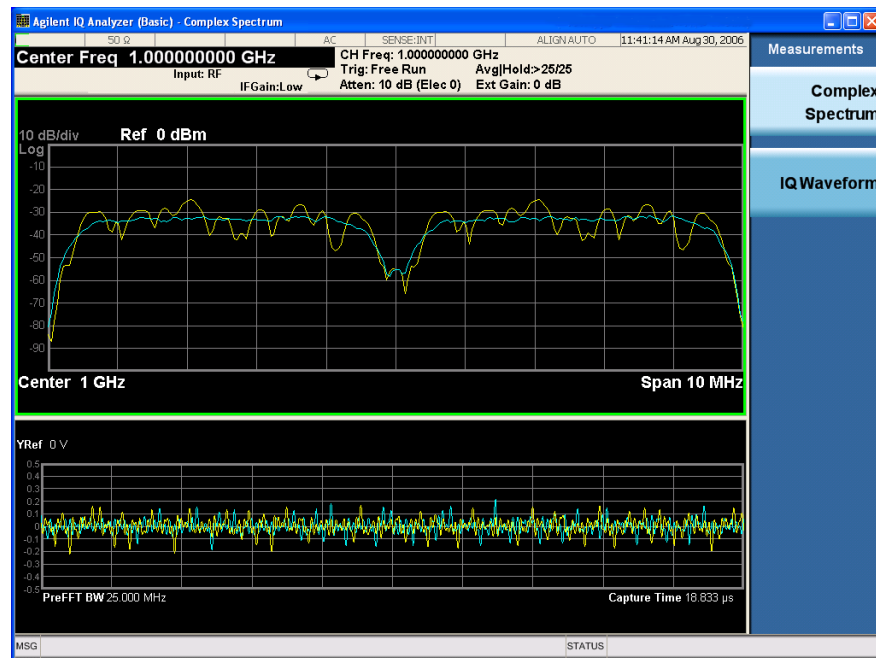 Agilent IQ Analyzer (Basic) - Complex Spectrum
50 Ω AC SENSE:INT ALIGN AUTO 11:41:14 AM Aug 30, 2006
Center Freq 1.000000000 GHz
Input: RF
IFGain:Low
CH Freq: 1.000000000 GHz
Trig: Free Run Avg|Hold:>25/25
Atten: 10 dB (Elec 0) Ext Gain: 0 dB
Measurements
Complex
Spectrum
IQ Waveform
10 dB/div Ref 0 dBm
Log
-10
-20
-30
-40
-50
-60
-70
-80
-90
Center 1 GHz Span 10 MHz
YRef 0 V
0.5
0.4
0.3
0.2
0.1
0
-0.1
-0.2
-0.3
-0.4
-0.5
PreFFT BW 25.000 MHz Capture Time 18.833 µs
MSG STATUS